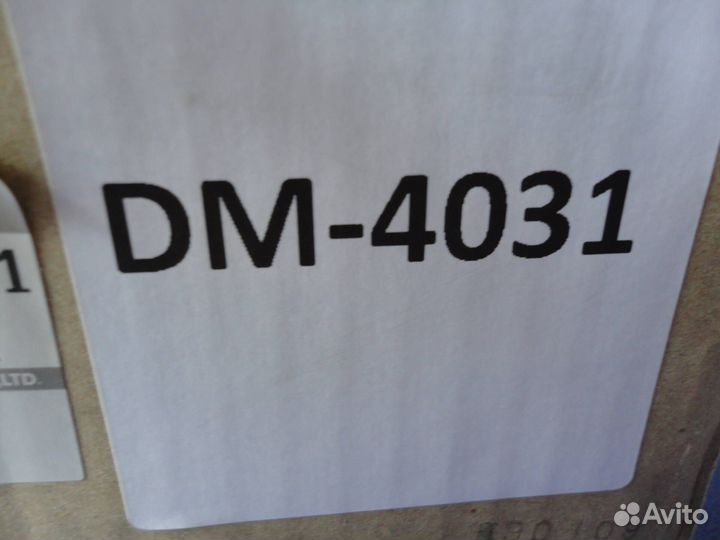 DM-4031
1
LTD.
Avito